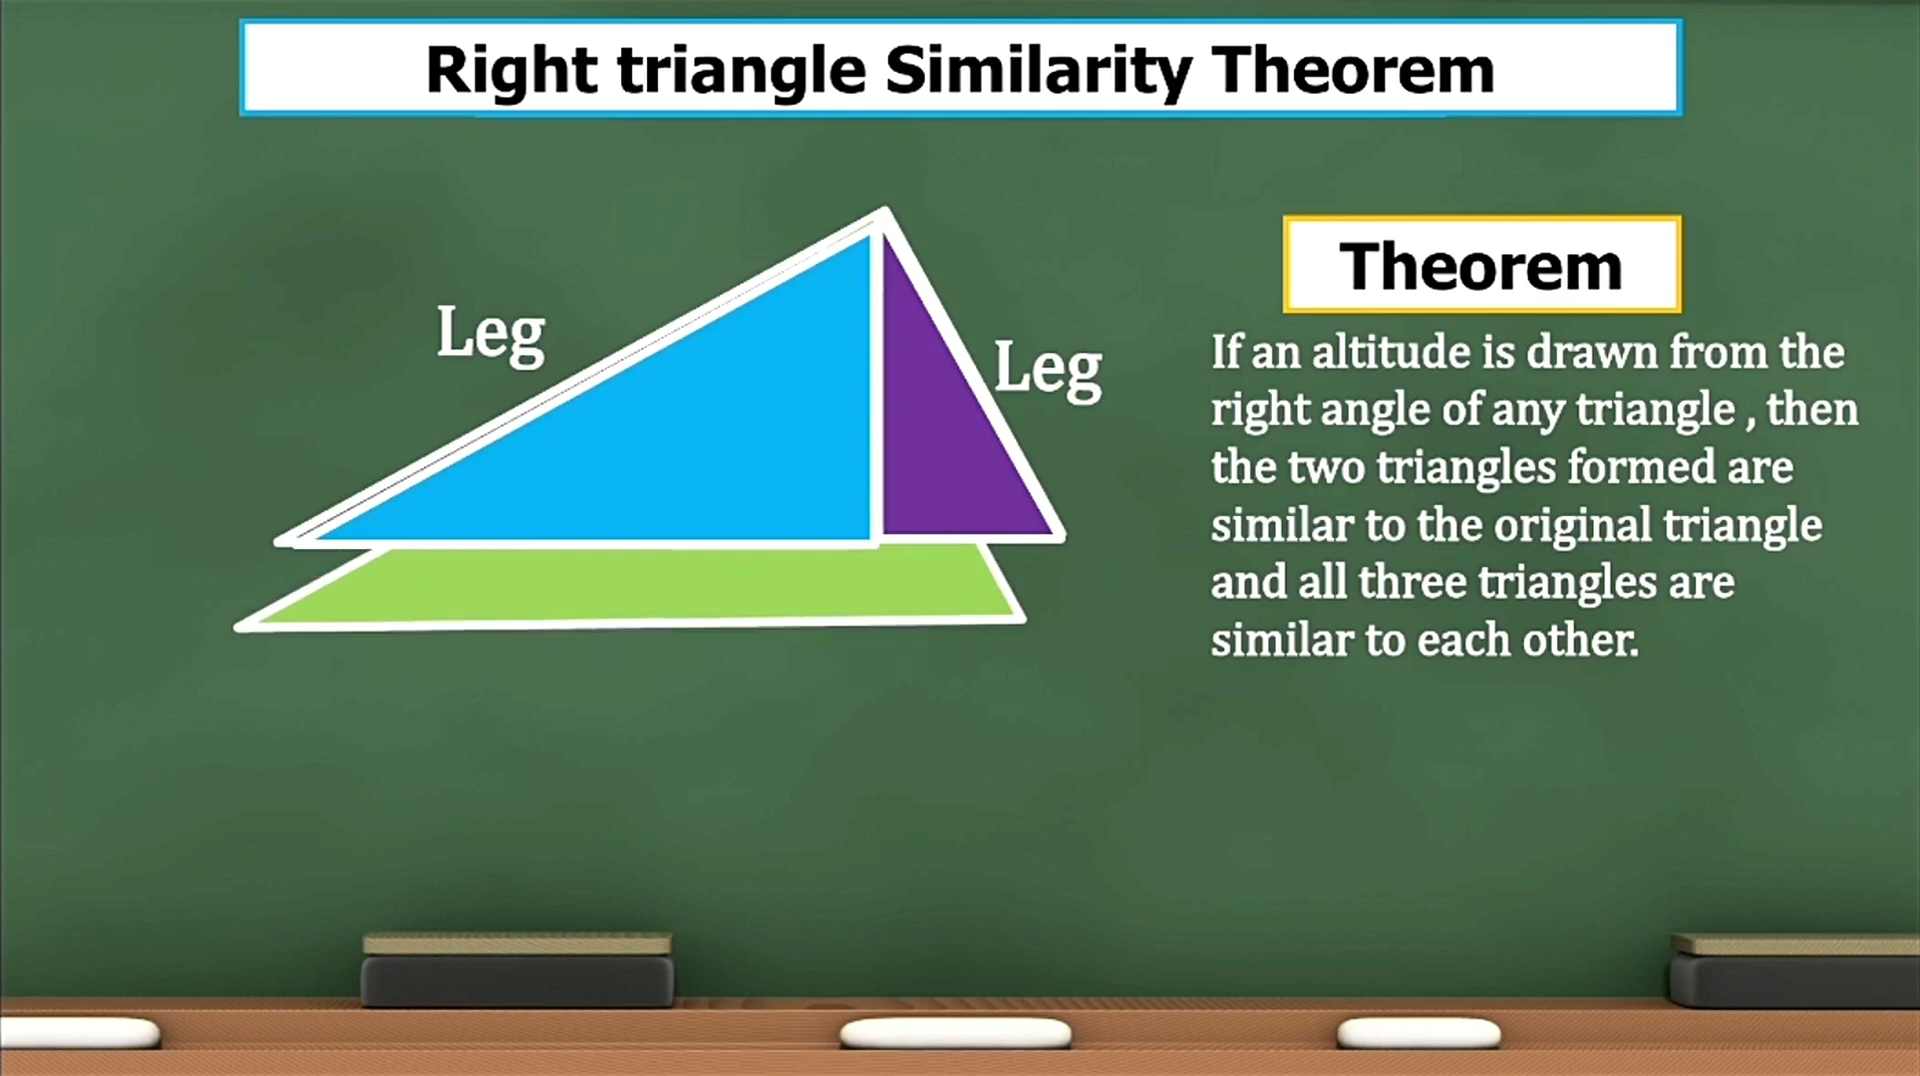 Right triangle Similarity Theorem
Leg
Leg
Theorem
If an altitude is drawn from the
right angle of any triangle , then
the two triangles formed are
similar to the original triangle
and all three triangles are
similar to each other.